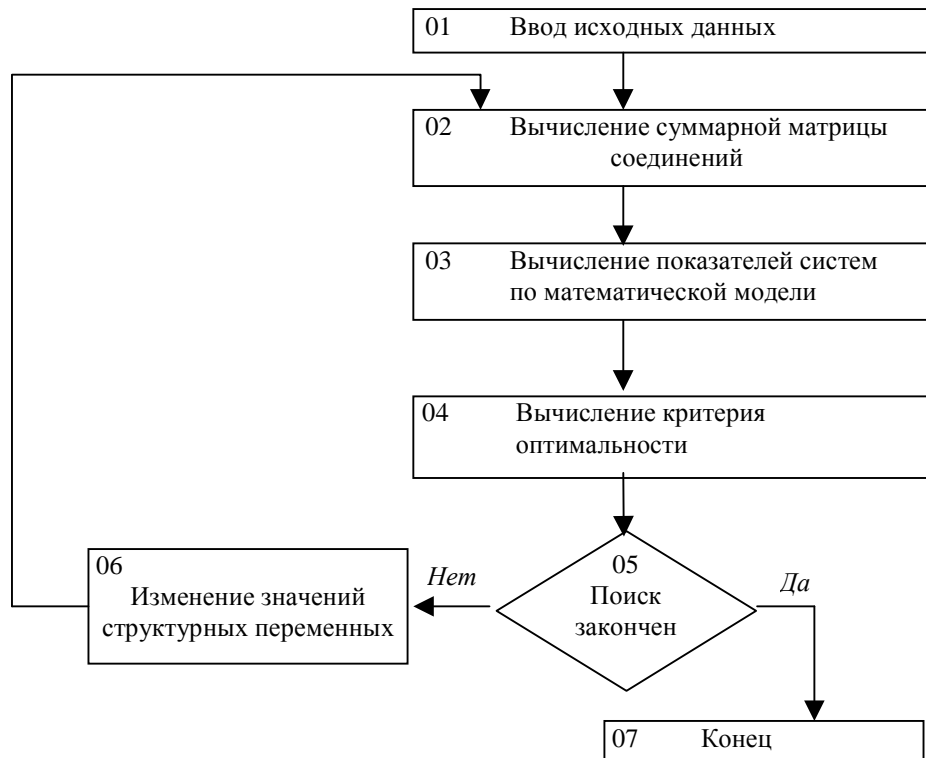 01 Ввод исходных данных
02 Вычисление суммарной матрицы
соединений
03 Вычисление показателей систем
по математической модели
04 Вычисление критерия
оптимальности
05
Поиск
закончен
Нет
Да
06
Изменение значений
структурных переменных
07 Конец